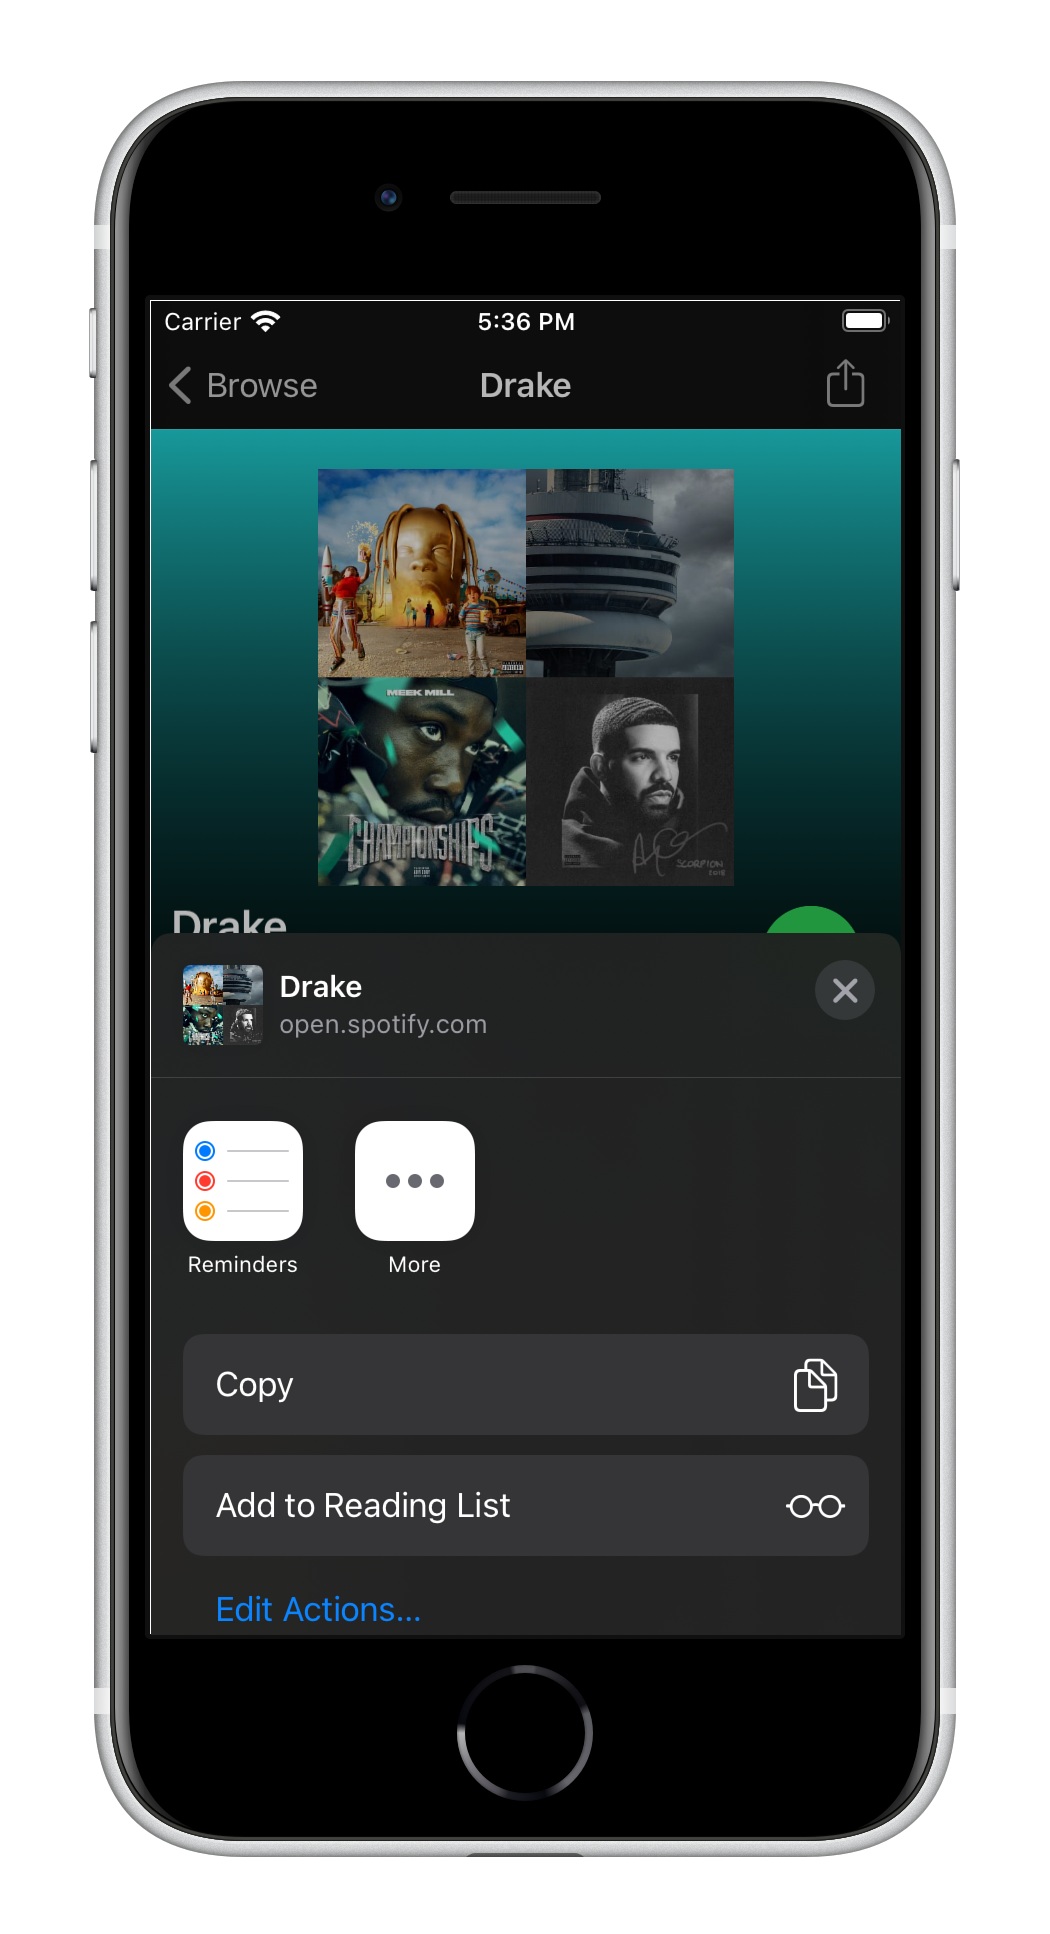 Carrier
5:36 PM
Browse
Drake
MEEK MILL
CHAMPIONSHIPS
SCORPION
2018
Drake
Drake
open.spotify.com
Reminders
More
Copy
Add to Reading List
Edit Actions...